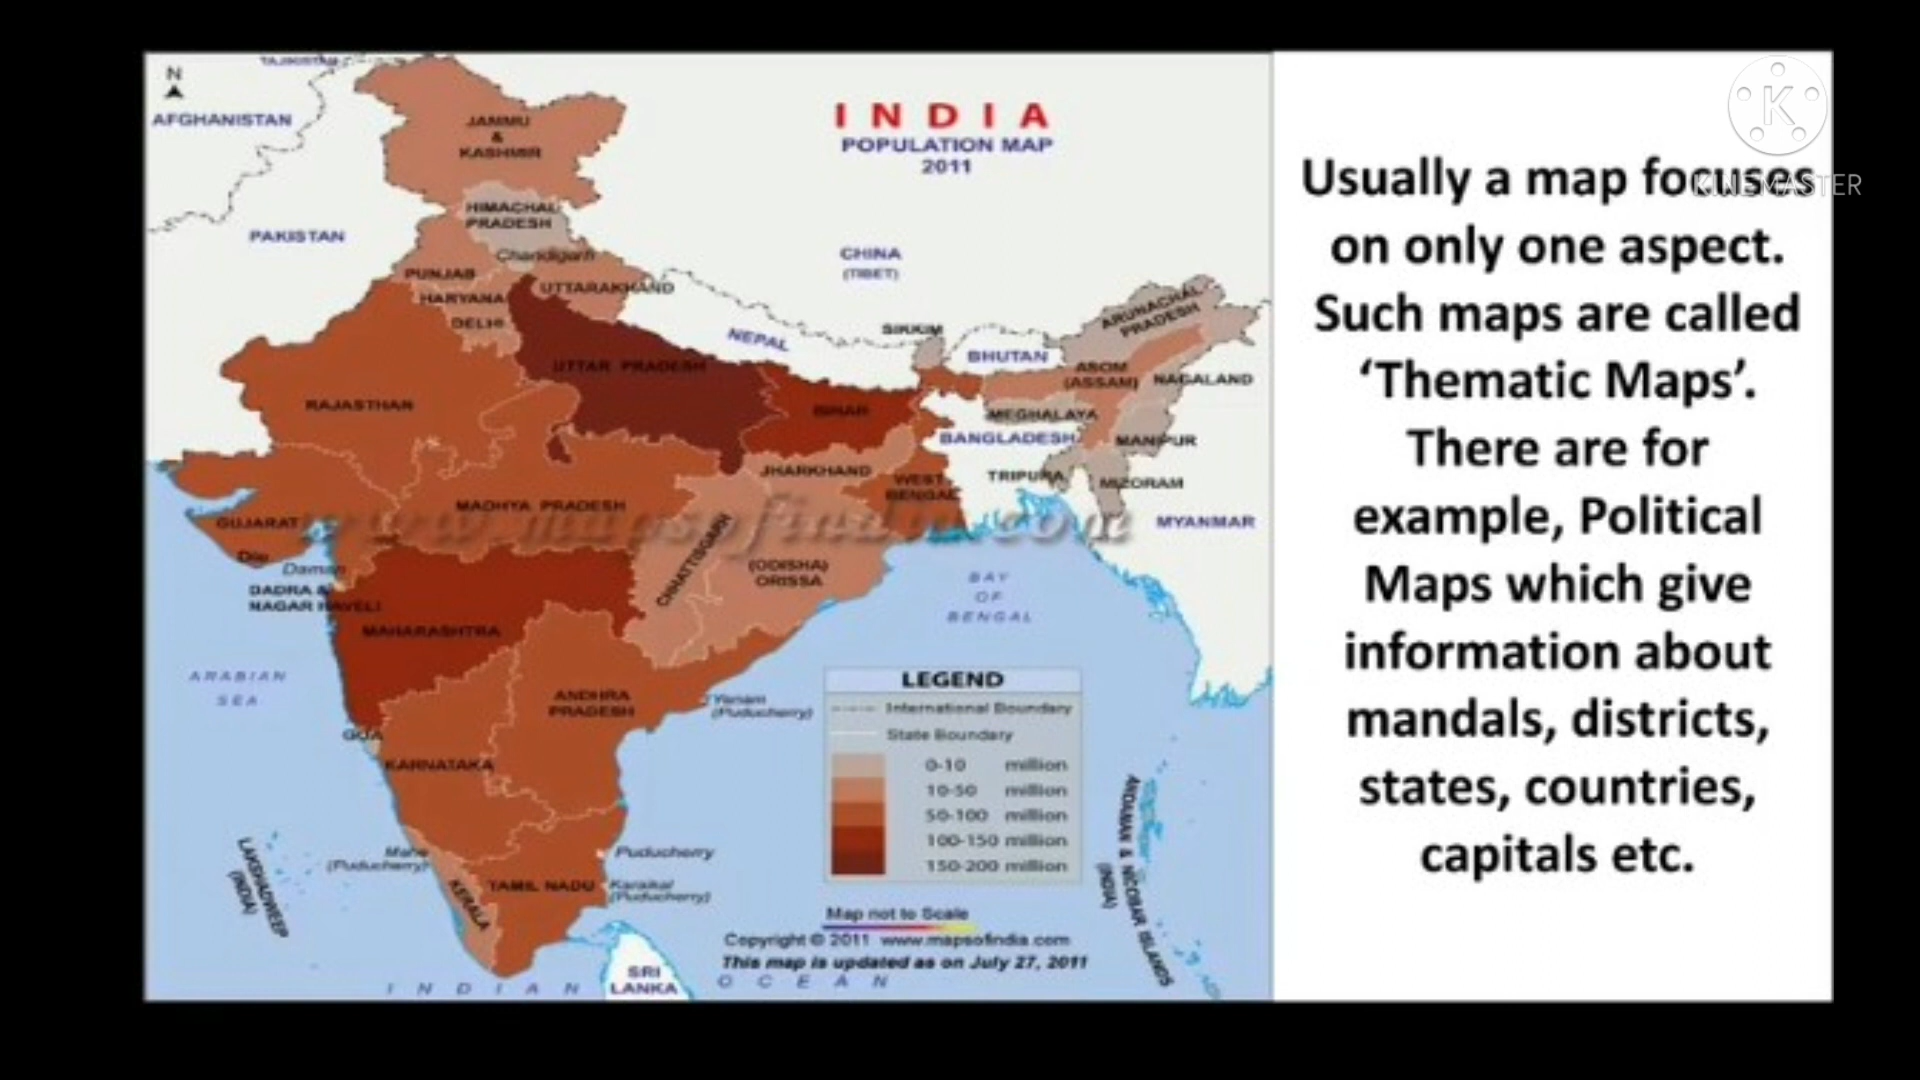 TAJIKISTAN
N
AFGHANISTAN
JAMMU
&
KASHMIR
INDIA
POPULATION MAP
2011
HIMACHAL
PRADESH
PAKISTAN
Chandigarh
CHINA
(TIBET)
PUNJAB
UTTARAKHAND
HARYANA
DELHI
ARUNACHAL
PRADESH
SIKKIM
NEPAL
BHUTAN
UTTAR PRADESH
ASOM
(ASSAM)
NAGALAND
RAJASTHAN
BIHAR
MEGHALAYA
BANGLADESH
MANIPUR
JHARKHAND
TRIPURA
MIZORAM
WEST
BENGAL
MADHYA PRADESH
GUJARAT
www.mapsofindia.com
MYANMAR
Diu
Daman
CHHATTISGARH
(ODISHA)
ORISSA
DADRA &
NAGAR HAVELI
BAY
OF
BENGAL
MAHARASHTRA
ARABIAN
SEA
ANDHRA
PRADESH
Yanam
(Puducherry)
GOA
KARNATAKA
LEGEND
International Boundary
State Boundary
0-10 million
10-50 million
50-100 million
100-150 million
150-200 million
ANDAMAN & NICOBAR ISLANDS
(INDIA)
LAKSHADWEEP
(INDIA)
Mahe
(Puducherry)
Puducherry
KERALA
TAMIL NADU
Karaikal
(Puducherry)
Map not to Scale
Copyright © 2011 www.mapsofindia.com
This map is updated as on July 27, 2011
SRI
LANKA
INDIAN OCEAN
K
KINEMASTER
Usually a map focuses
on only one aspect.
Such maps are called
‘Thematic Maps’.
There are for
example, Political
Maps which give
information about
mandals, districts,
states, countries,
capitals etc.